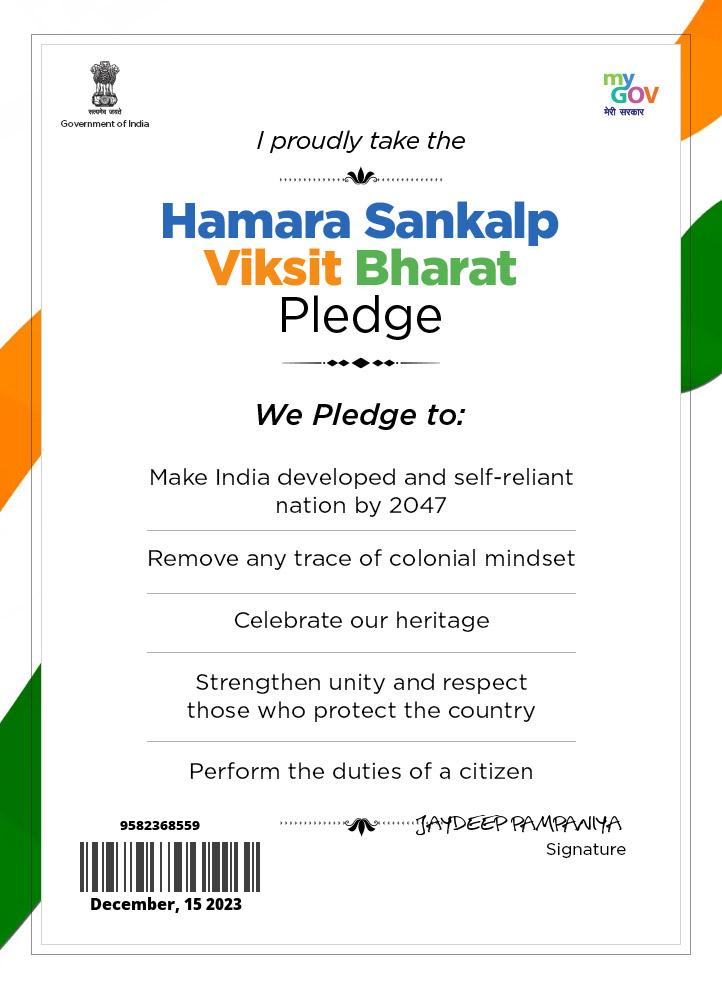 सत्यमेव जयते
Government of India
my
GOV
मेरी सरकार
I proudly take the
Hamara Sankalp
Viksit Bharat
Pledge
We Pledge to:
Make India developed and self-reliant
nation by 2047
Remove any trace of colonial mindset
Celebrate our heritage
Strengthen unity and respect
those who protect the country
Perform the duties of a citizen
9582368559
JAYDEEP PAMPANIYA
Signature
December, 15 2023